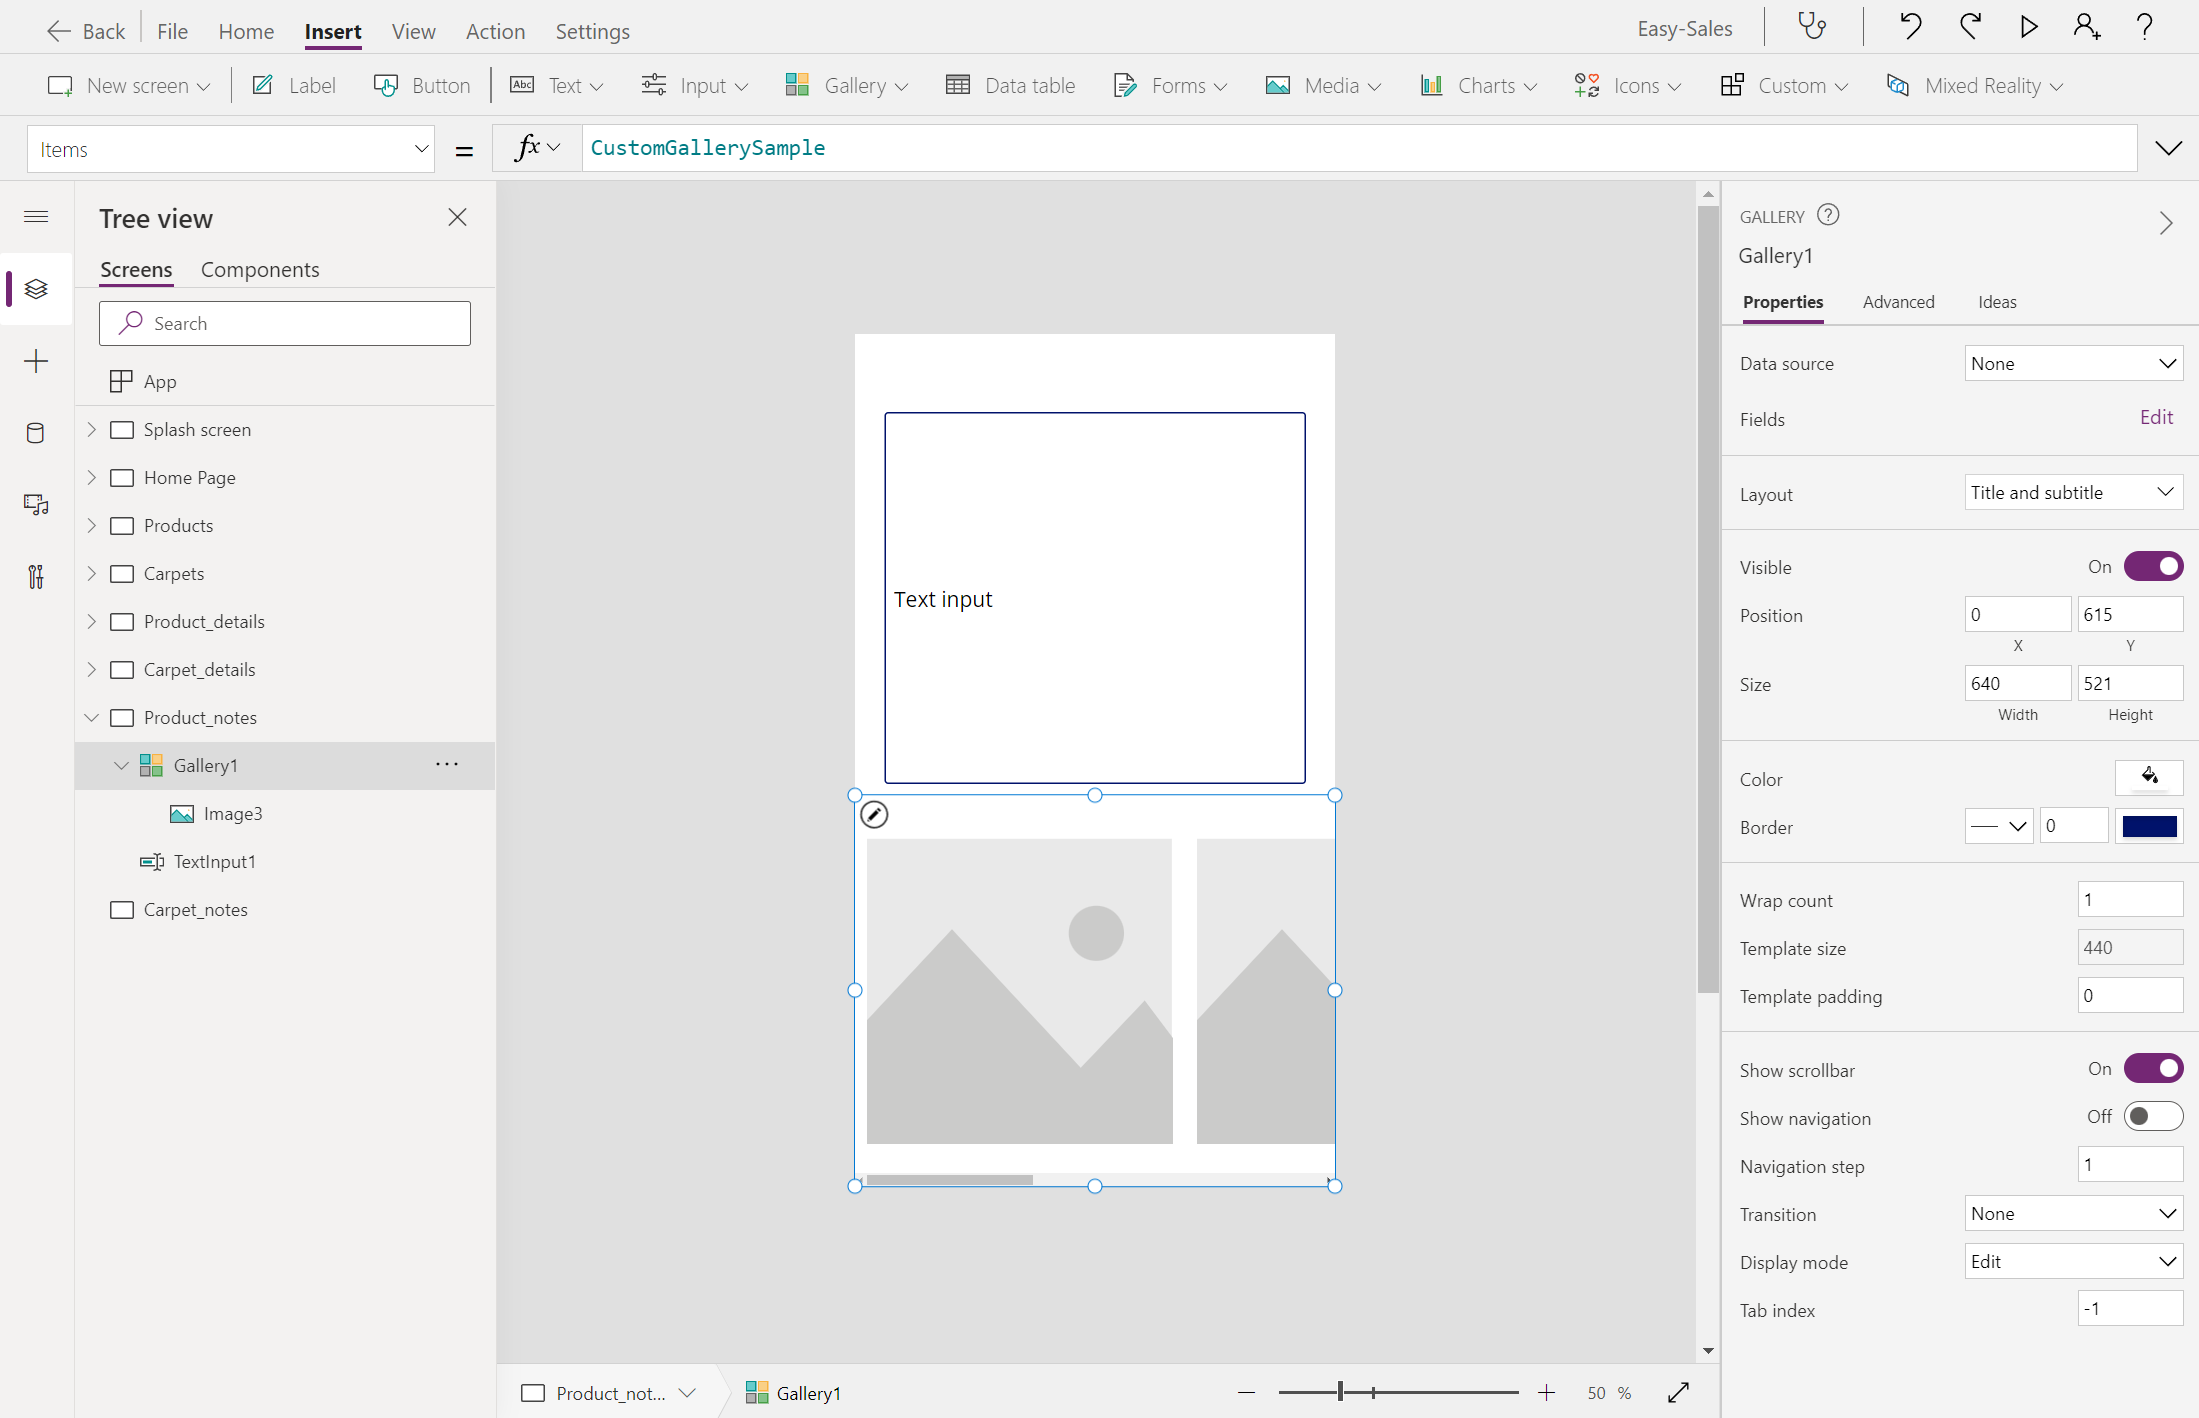 Back File Home Insert View Action Settings Easy-Sales
New screen Label Button Abc Text Input Gallery Data table Forms Media Charts Icons Custom Mixed Reality
Items = fx CustomGallerySample
Tree view
Screens Components
Search
App
Splash screen
Home Page
Products
Carpets
Product_details
Carpet_details
Product_notes
Gallery1 ...
Image3
TextInput1
Carpet_notes
Text input
Product_not... Gallery1 50 %
GALLERY
Gallery1
Properties Advanced Ideas
Data source None
Fields Edit
Layout Title and subtitle
Visible On
Position 0 615
X Y
Size 640 521
Width Height
Color
Border 0
Wrap count 1
Template size 440
Template padding 0
Show scrollbar On
Show navigation Off
Navigation step 1
Transition None
Display mode Edit
Tab index -1